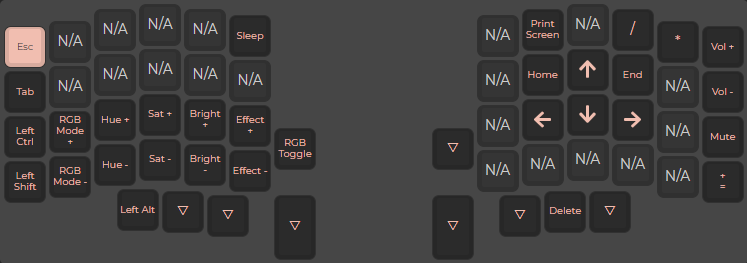 Esc
N/A
N/A
N/A
N/A
Sleep
N/A
Print
Screen
N/A
/
*
Vol +
Tab
N/A
N/A
N/A
N/A
N/A
N/A
Home
↑
End
N/A
Vol -
Left
Ctrl
RGB
Mode
+
Hue +
Sat +
Bright
+
Effect
+
N/A
←
↓
→
N/A
Mute
Left
Shift
RGB
Mode -
Hue -
Sat -
Bright
-
Effect -
RGB
Toggle
▽
N/A
N/A
N/A
N/A
N/A
+
=
Left Alt
▽
▽
▽
▽
▽
Delete
▽